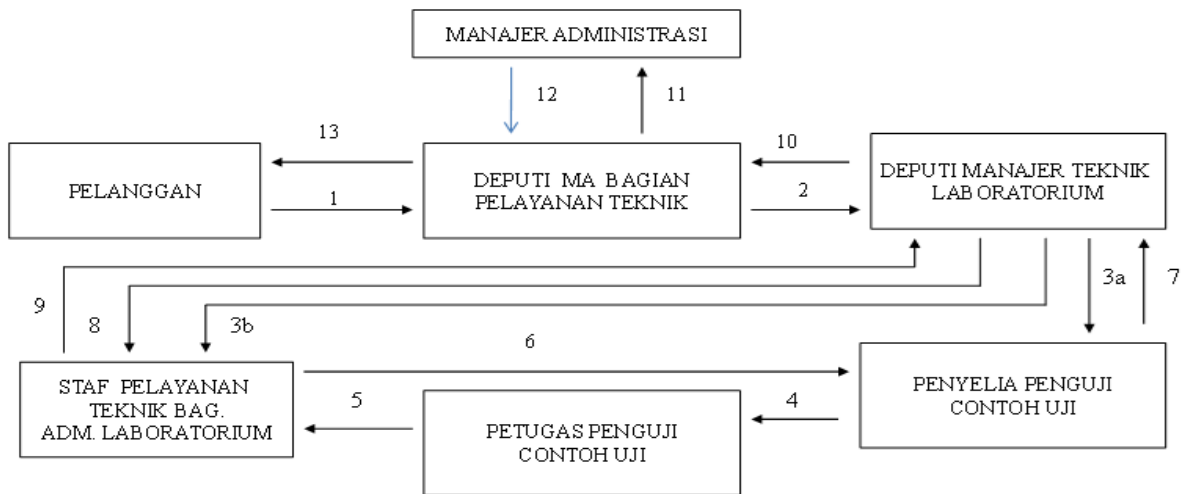 MANAJER ADMINISTRASI
12
11
13
10
PELANGGAN
1
DEPUTI MA BAGIAN
PELAYANAN TEKNIK
2
DEPUTI MANAJER TEKNIK
LABORATORIUM
9
8
3b
3a
7
6
STAF PELAYANAN
TEKNIK BAG.
ADM. LABORATORIUM
5
PETUGAS PENGUJI
CONTOH UJI
4
PENYELIA PENGUJI
CONTOH UJI